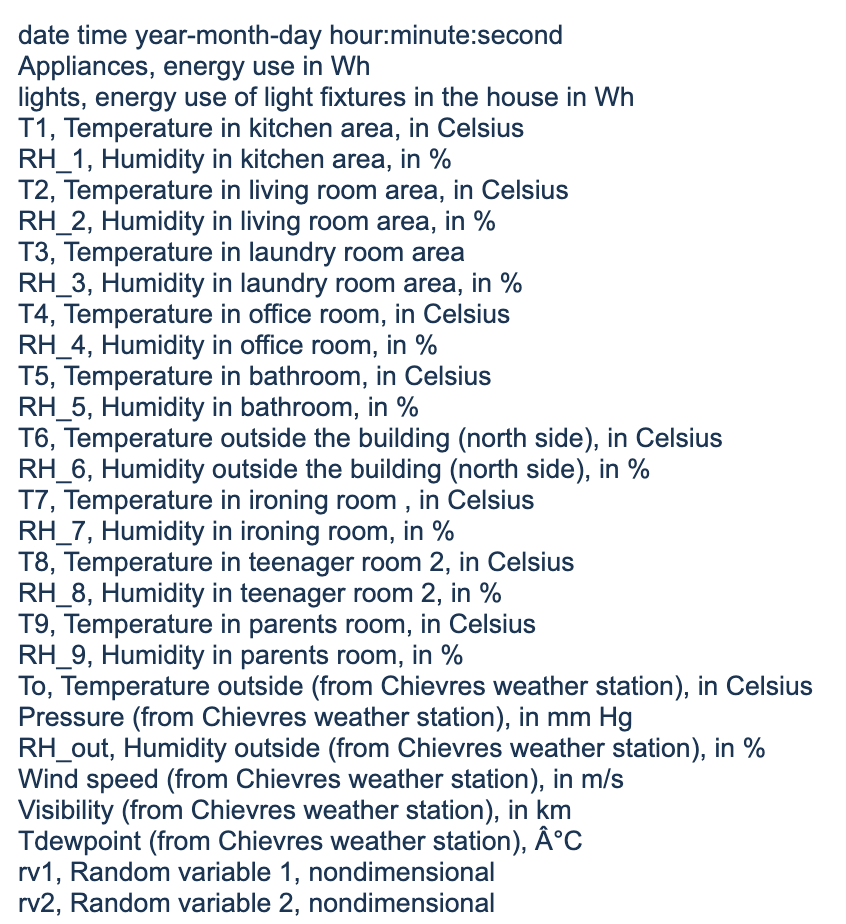 date time year-month-day hour:minute:second
Appliances, energy use in Wh
lights, energy use of light fixtures in the house in Wh
T1, Temperature in kitchen area, in Celsius
RH_1, Humidity in kitchen area, in %
T2, Temperature in living room area, in Celsius
RH_2, Humidity in living room area, in %
T3, Temperature in laundry room area
RH_3, Humidity in laundry room area, in %
T4, Temperature in office room, in Celsius
RH_4, Humidity in office room, in %
T5, Temperature in bathroom, in Celsius
RH_5, Humidity in bathroom, in %
T6, Temperature outside the building (north side), in Celsius
RH_6, Humidity outside the building (north side), in %
T7, Temperature in ironing room , in Celsius
RH_7, Humidity in ironing room, in %
T8, Temperature in teenager room 2, in Celsius
RH_8, Humidity in teenager room 2, in %
T9, Temperature in parents room, in Celsius
RH_9, Humidity in parents room, in %
To, Temperature outside (from Chievres weather station), in Celsius
Pressure (from Chievres weather station), in mm Hg
RH_out, Humidity outside (from Chievres weather station), in %
Wind speed (from Chievres weather station), in m/s
Visibility (from Chievres weather station), in km
Tdewpoint (from Chievres weather station), Â°C
rv1, Random variable 1, nondimensional
rv2, Random variable 2, nondimensional